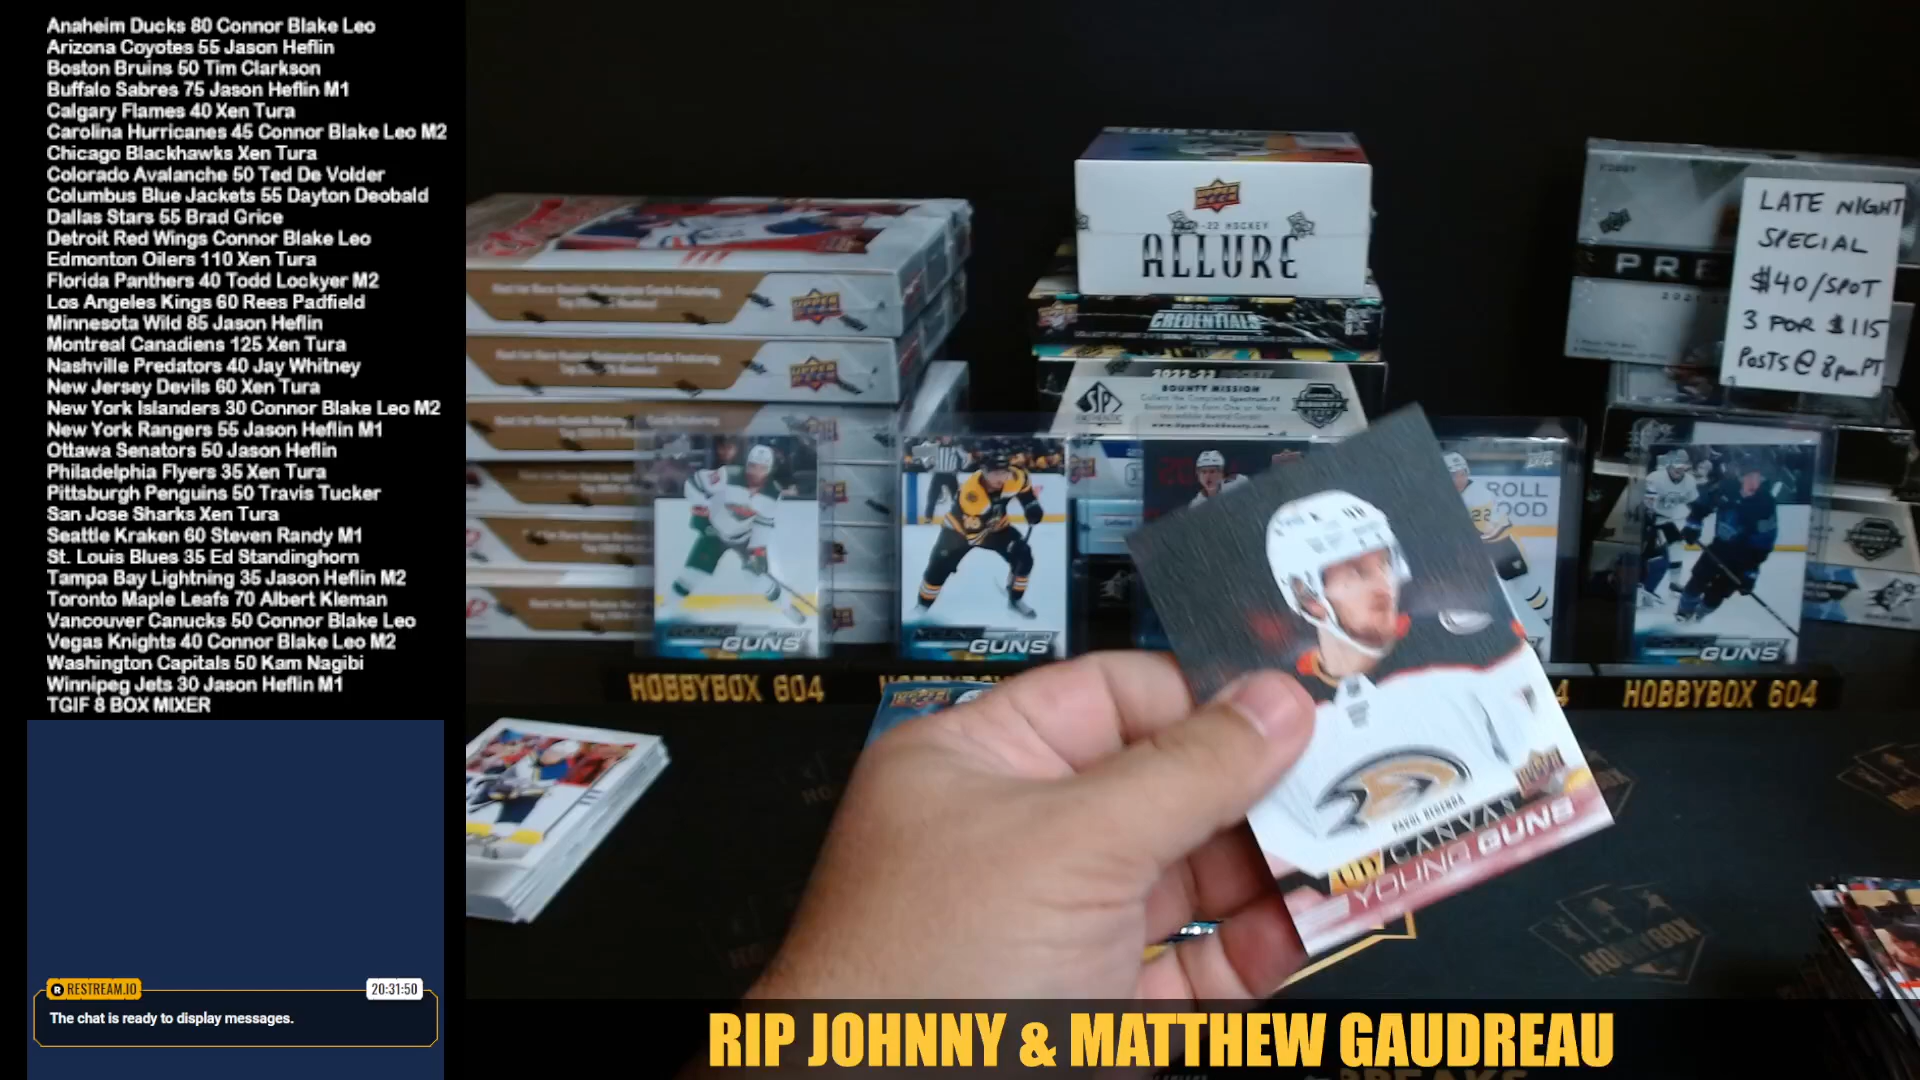 Anaheim Ducks 80 Connor Blake Leo
Arizona Coyotes 55 Jason Heflin
Boston Bruins 50 Tim Clarkson
Buffalo Sabres 75 Jason Heflin M1
Calgary Flames 40 Xen Tura
Carolina Hurricanes 45 Connor Blake Leo M2
Chicago Blackhawks Xen Tura
Colorado Avalanche 50 Ted De Volder
Columbus Blue Jackets 55 Dayton Deobald
Dallas Stars 55 Brad Grice
Detroit Red Wings Connor Blake Leo
Edmonton Oilers 110 Xen Tura
Florida Panthers 40 Todd Lockyer M2
Los Angeles Kings 60 Rees Padfield
Minnesota Wild 85 Jason Heflin
Montreal Canadiens 125 Xen Tura
Nashville Predators 40 Jay Whitney
New Jersey Devils 60 Xen Tura
New York Islanders 30 Connor Blake Leo M2
New York Rangers 55 Jason Heflin M1
Ottawa Senators 50 Jason Heflin
Philadelphia Flyers 35 Xen Tura
Pittsburgh Penguins 50 Travis Tucker
San Jose Sharks Xen Tura
Seattle Kraken 60 Steven Randy M1
St. Louis Blues 35 Ed Standinghorn
Tampa Bay Lightning 35 Jason Heflin M2
Toronto Maple Leafs 70 Albert Kleman
Vancouver Canucks 50 Connor Blake Leo
Vegas Knights 40 Connor Blake Leo M2
Washington Capitals 50 Kam Nagibi
Winnipeg Jets 30 Jason Heflin M1
TGIF 8 BOX MIXER
RESTREAM.IO
20:31:50
The chat is ready to display messages.
UPPER DECK
HOCKEY
ALLURE
CREDENTIALS
2022-23 HOCKEY
BOUNTY MISSION
LATE NIGHT
SPECIAL
$40/SPOT
3 FOR $115
POSTS @ 8pm PT
GUNS
GUNS
ROLL
GUNS
HOBBYBOX 604
HOBBYBOX 604
PAVOL REGENDA
CANVAS
YOUNG GUNS
HOBBYBOX
RIP JOHNNY & MATTHEW GAUDREAU